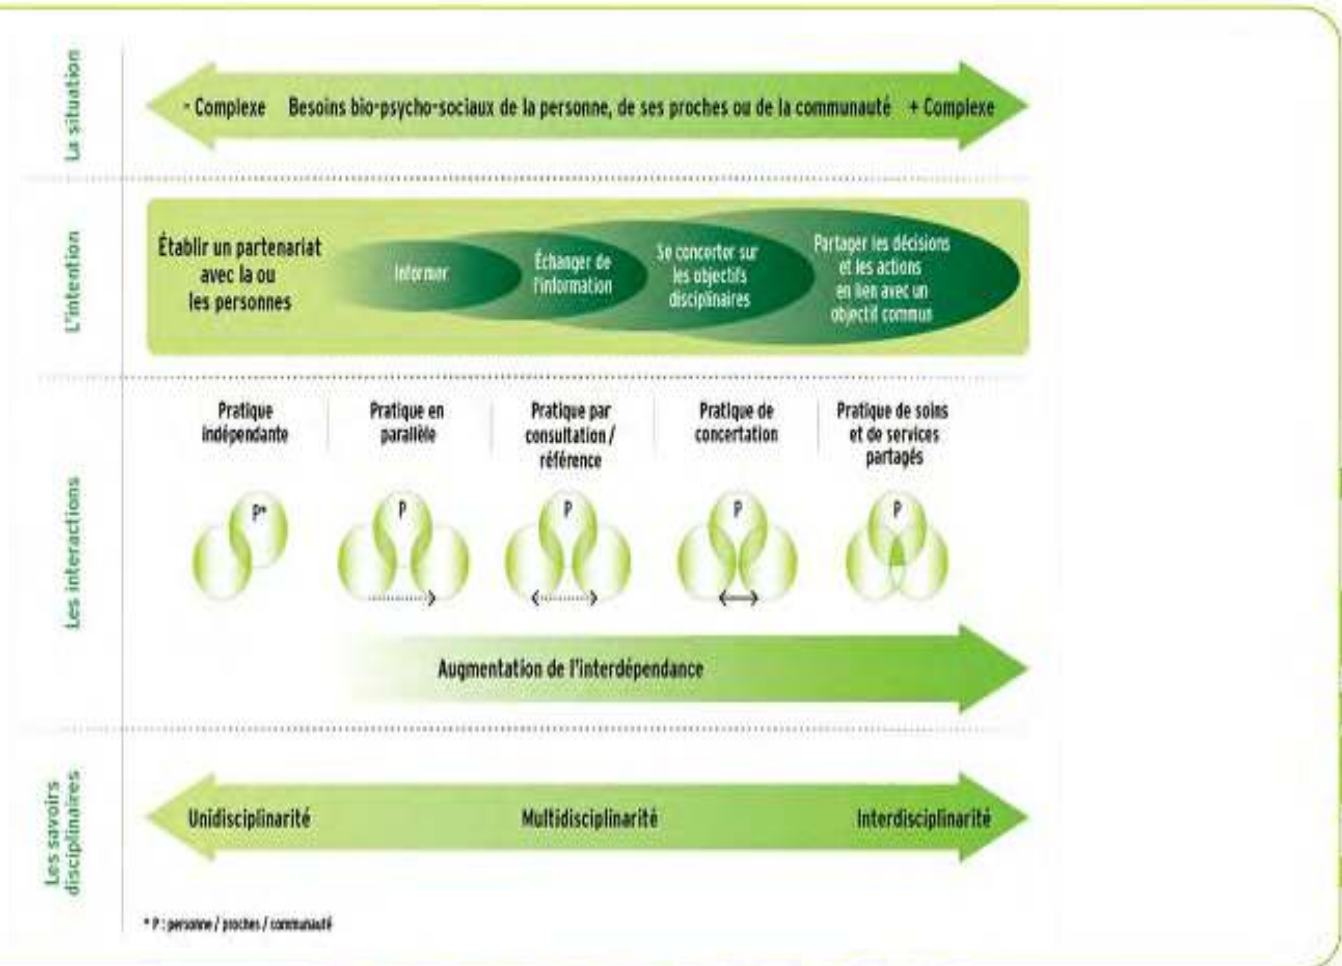 La situation
- Complexe Besoins bio-psycho-sociaux de la personne, de ses proches ou de la communauté + Complexe
L'intention
Établir un partenariat
avec la ou
les personnes
Informer
Échanger de
l'information
Se concerter sur
les objectifs
disciplinaires
Partager les décisions
et les actions
en lien avec un
objectif commun
Les interactions
Pratique
indépendante
Pratique en
parallèle
Pratique par
consultation /
référence
Pratique de
concertation
Pratique de soins
et de services
partagés
P*
P
P
P
P
Augmentation de l'interdépendance
Les savoirs
disciplinaires
Unidisciplinarité
Multidisciplinarité
Interdisciplinarité
* P : personne / proches / communauté